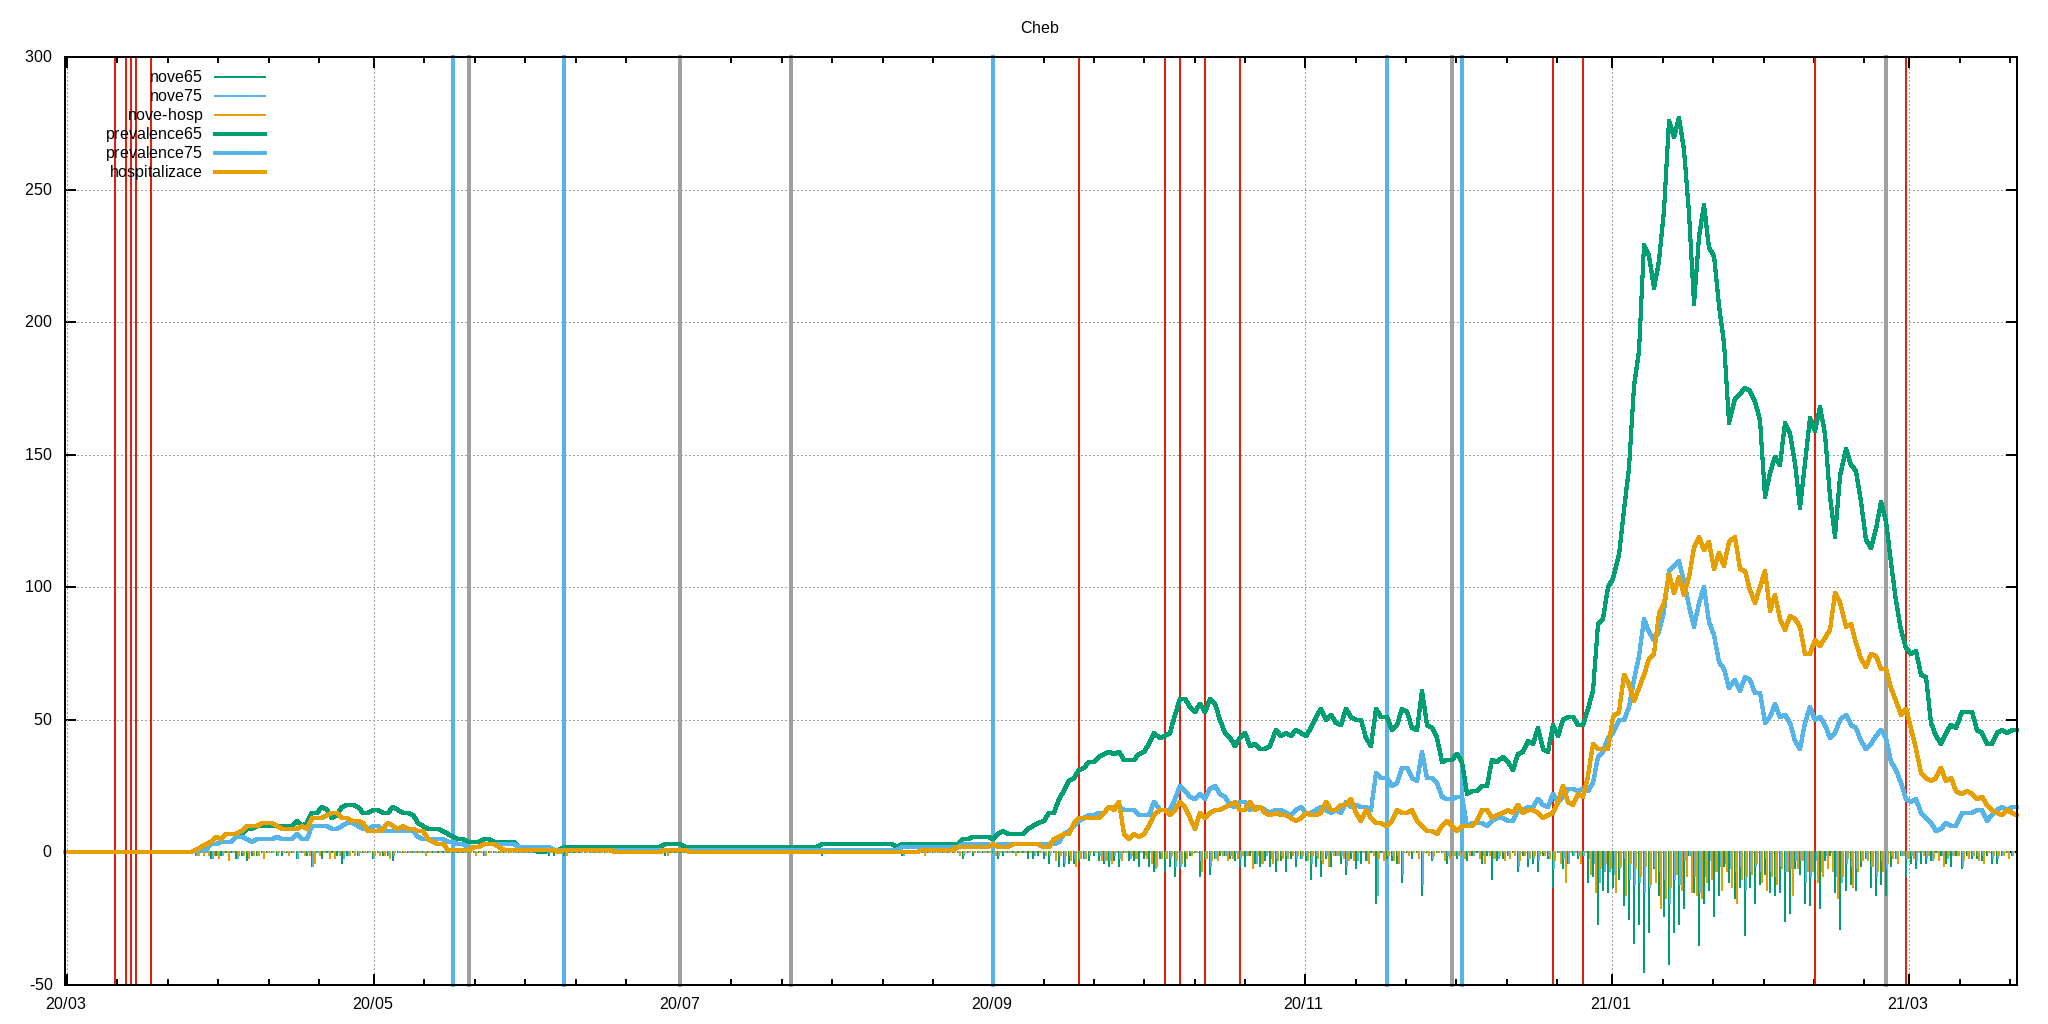 Cheb
300
250
200
150
100
50
0
-50
nove65
nove75
nove-hosp
prevalence65
prevalence75
hospitalizace
20/03 20/05 20/07 20/09 20/11 21/01 21/03